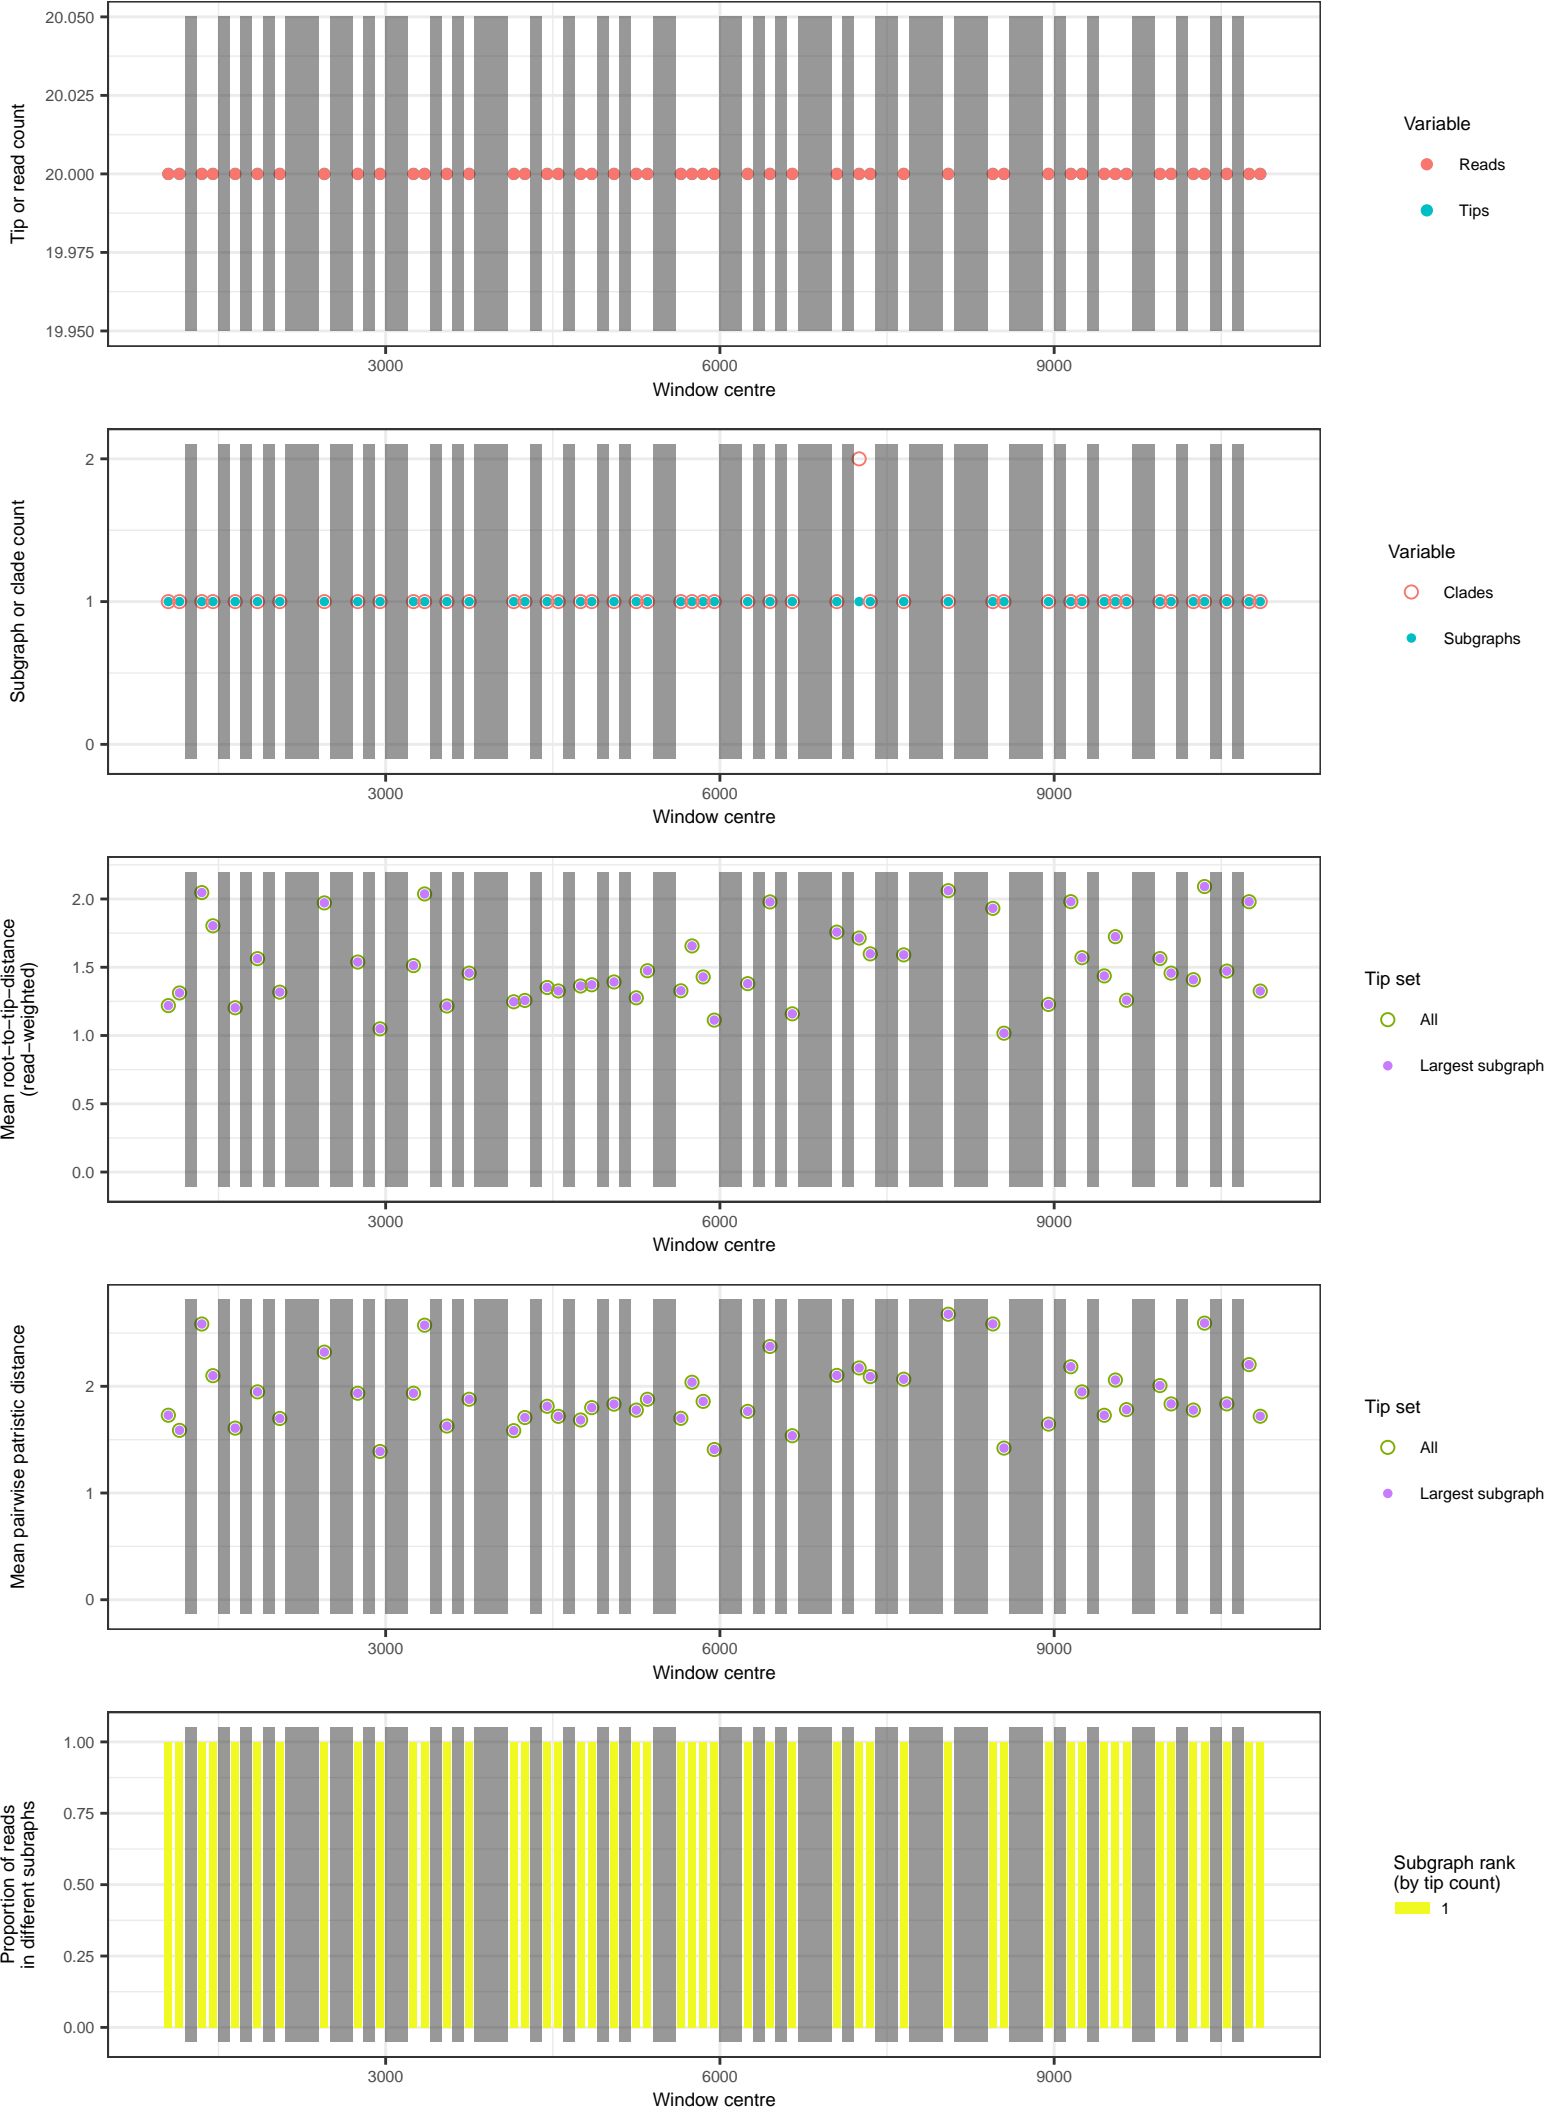 20.050
20.025
20.000
19.975
19.950
Tip or read count
3000
6000
9000
Window centre
Variable
Reads
Tips
2
1
0
Subgraph or clade count
3000
6000
9000
Window centre
Variable
Clades
Subgraphs
2.0
1.5
1.0
0.5
0.0
Mean root−to−tip−distance
(read−weighted)
3000
6000
9000
Window centre
Tip set
All
Largest subgraph
2
1
0
Mean pairwise patristic distance
3000
6000
9000
Window centre
Tip set
All
Largest subgraph
1.00
0.75
0.50
0.25
0.00
Proportion of reads
in different subraphs
3000
6000
9000
Window centre
Subgraph rank
(by tip count)
1